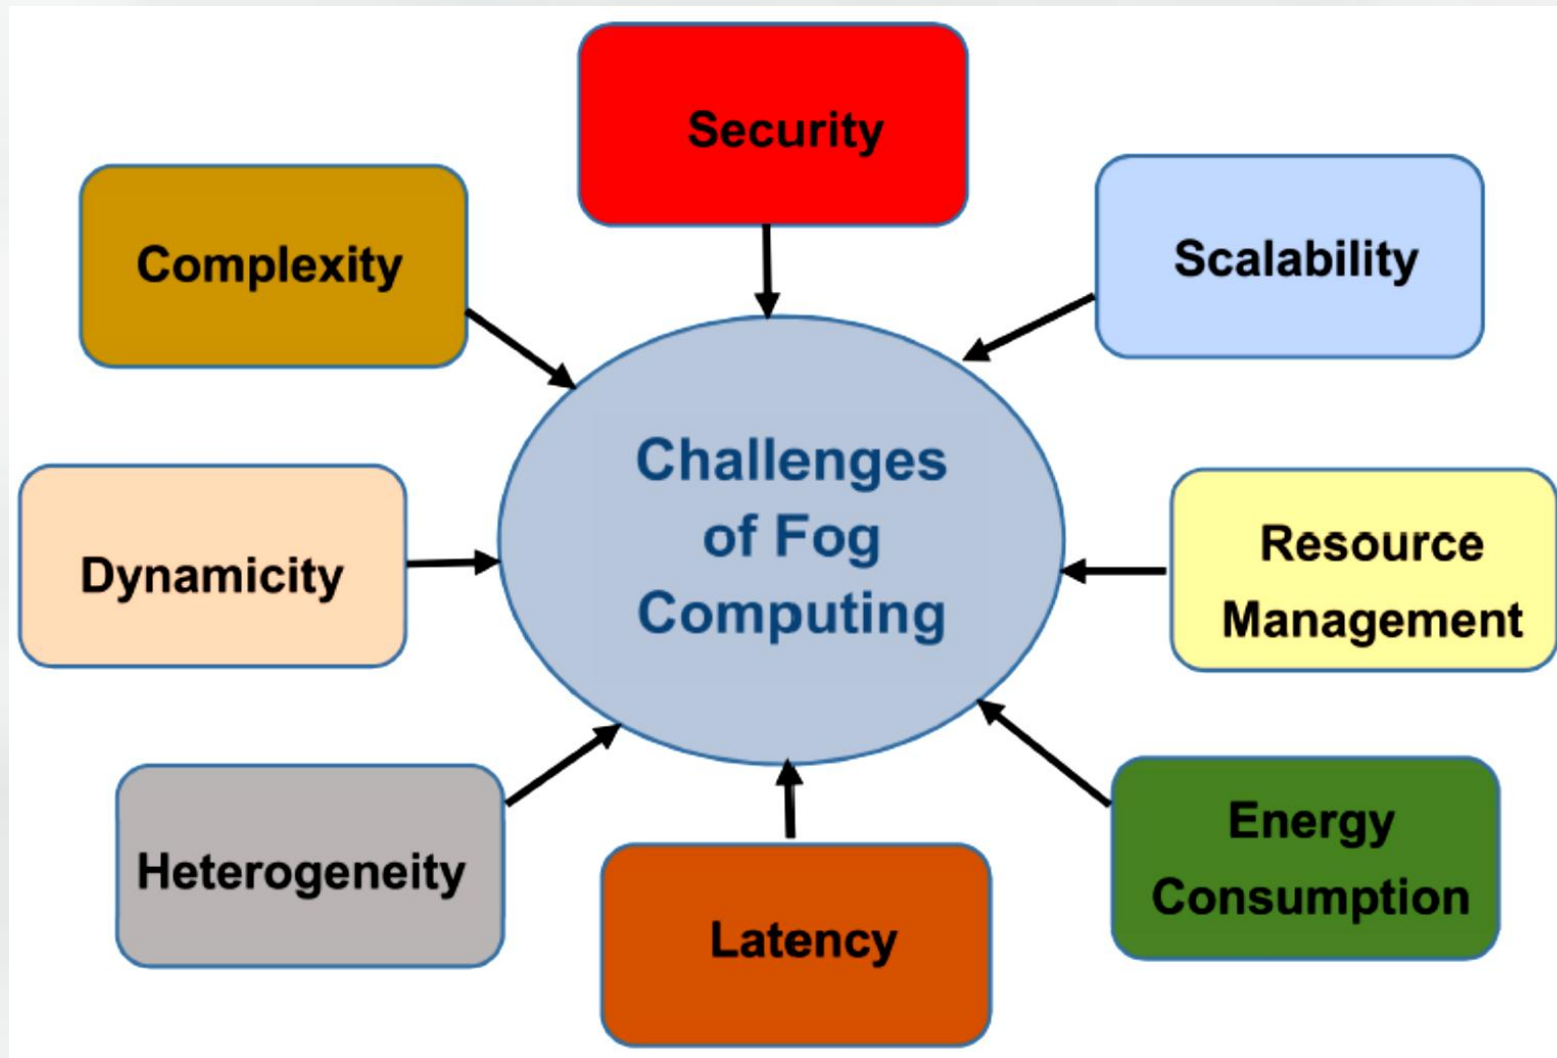 Security
Complexity
Scalability
Challenges
of Fog
Computing
Dynamicity
Resource
Management
Heterogeneity
Energy
Consumption
Latency